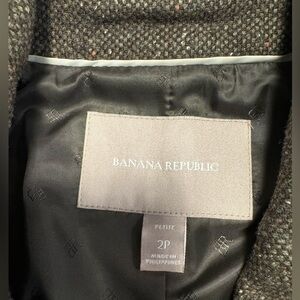 BANANA REPUBLIC
PETITE
2P
MADE IN
PHILIPPINES